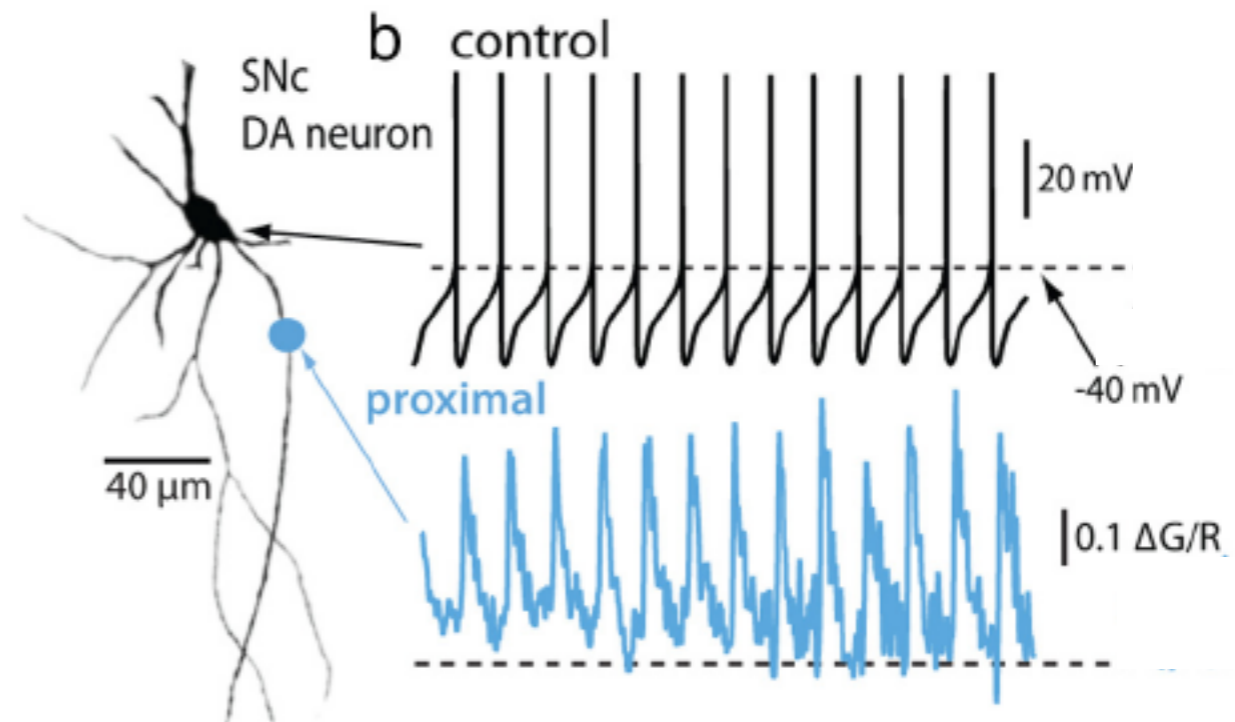 b control
SNc
DA neuron
20 mV
-40 mV
proximal
40 μm
0.1 ΔG/R